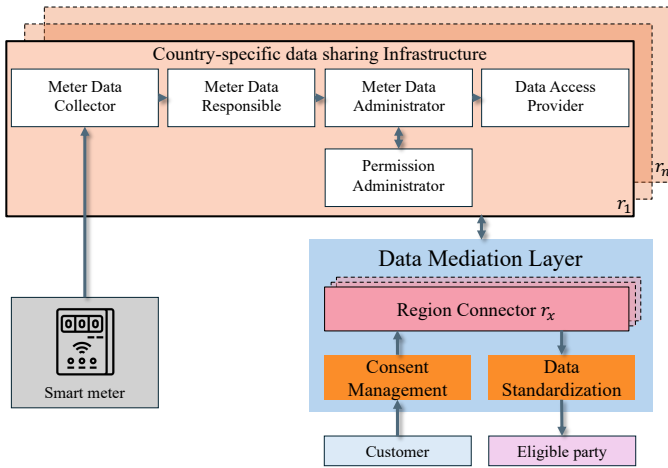 Country-specific data sharing Infrastructure
Meter Data
Collector
Meter Data
Responsible
Meter Data
Administrator
Data Access
Provider
Permission
Administrator
r₁
rₙ
Data Mediation Layer
Region Connector rₓ
000
Smart meter
Consent
Management
Data
Standardization
Customer
Eligible party